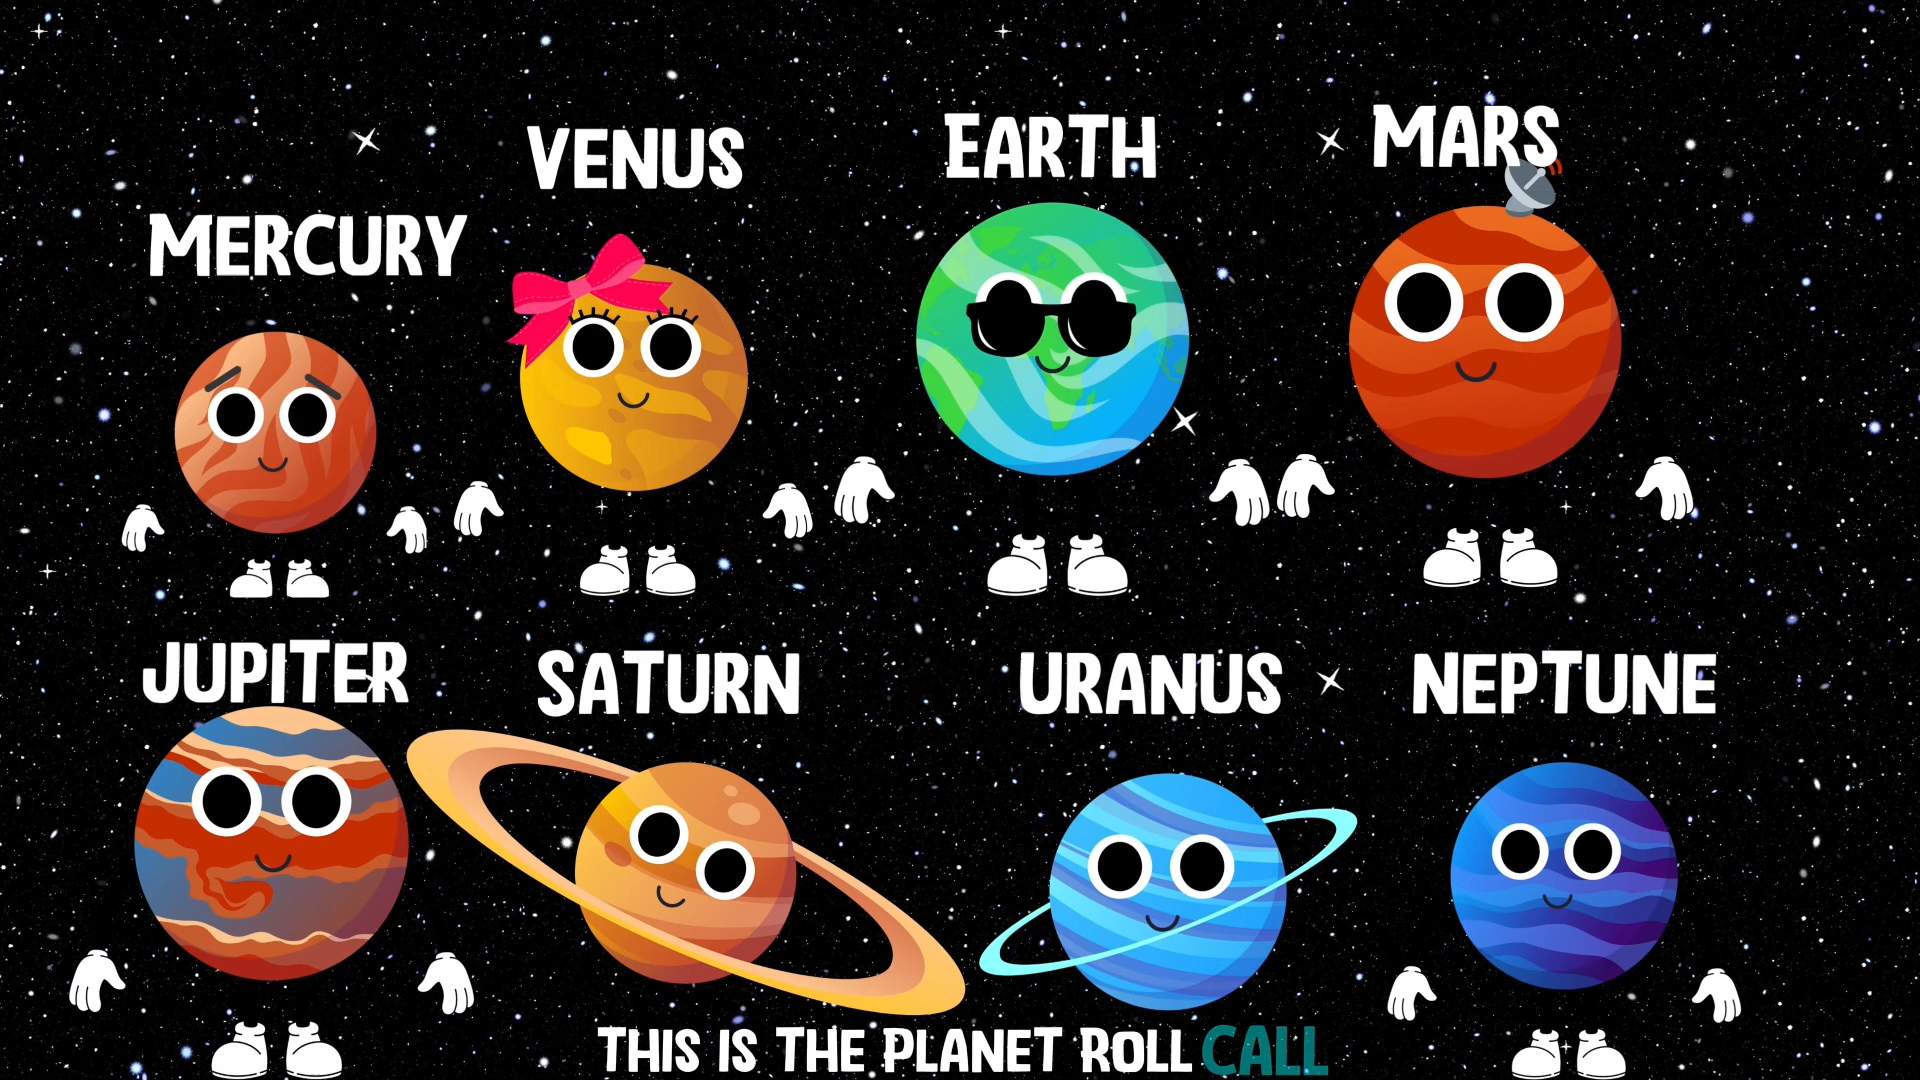 MERCURY
VENUS
EARTH
MARS
JUPITER
SATURN
URANUS
NEPTUNE
THIS IS THE PLANET ROLL CALL